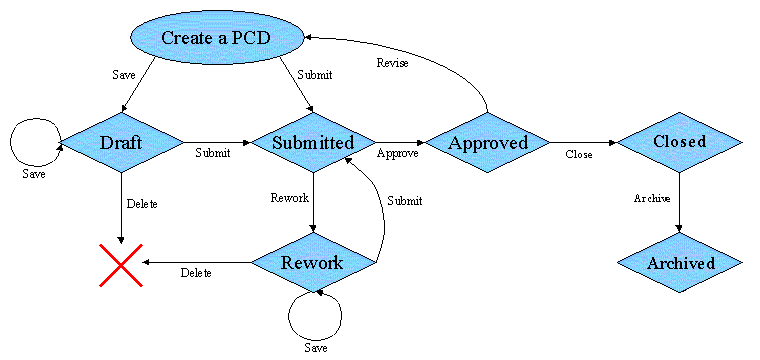 Create a PCD
Revise
Save
Submit
Draft
Submitted
Approved
Closed
Submit
Approve
Close
Save
Delete
Rework
Submit
Archive
Rework
Archived
Delete
Save